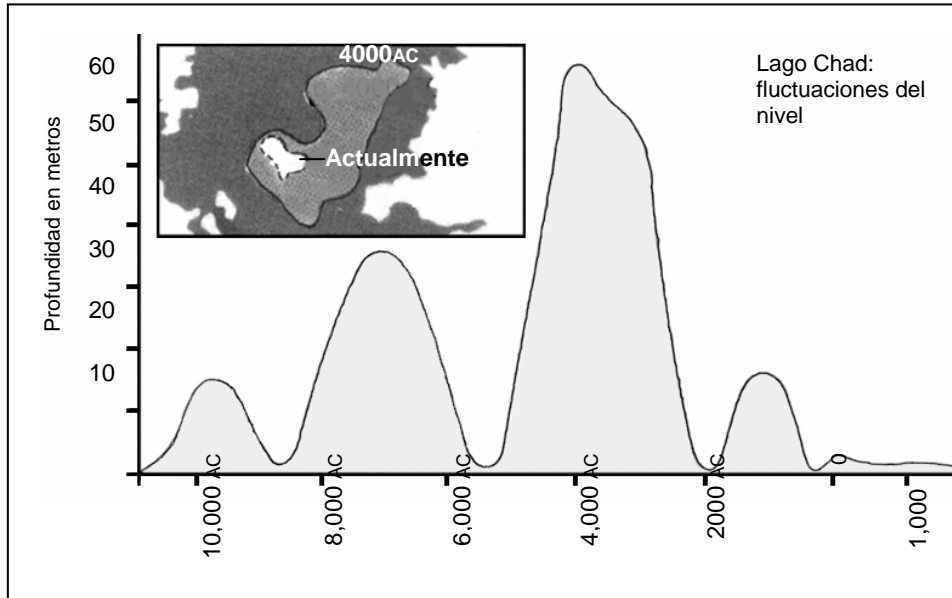 4000AC
Actualmente
Lago Chad:
fluctuaciones del
nivel
Profundidad en metros
60
50
40
30
20
10
10,000 AC
8,000 AC
6,000 AC
4,000 AC
2000 AC
0
1,000